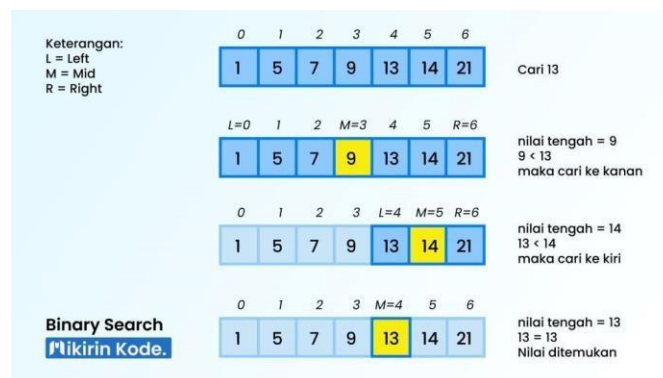 Keterangan:
L = Left
M = Mid
R = Right
0 1 2 3 4 5 6
1 5 7 9 13 14 21
Cari 13
L=0 1 2 M=3 4 5 R=6
1 5 7 9 13 14 21
nilai tengah = 9
9 < 13
maka cari ke kanan
0 1 2 3 L=4 M=5 R=6
1 5 7 9 13 14 21
nilai tengah = 14
13 < 14
maka cari ke kiri
0 1 2 3 M=4 5 6
1 5 7 9 13 14 21
nilai tengah = 13
13 = 13
Nilai ditemukan
Binary Search
Mikirin Kode.